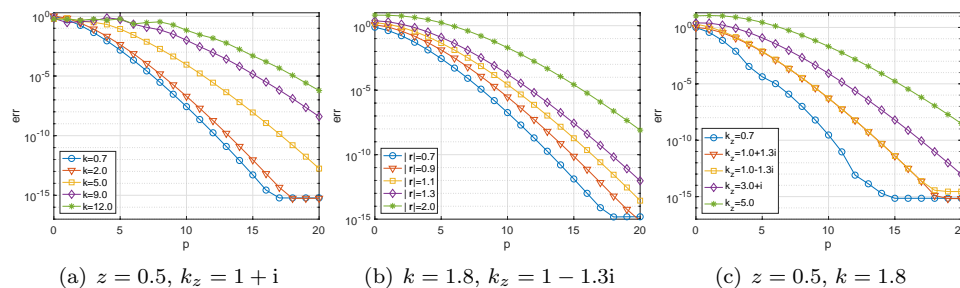 err
10^0
10^-5
10^-10
10^-15
k=0.7
k=2.0
k=5.0
k=9.0
k=12.0
0 5 10 15 20
p
(a) z = 0.5, k_z = 1 + i
err
10^0
10^-5
10^-10
10^-15
| r|=0.7
| r|=0.9
| r|=1.1
| r|=1.3
| r|=2.0
0 5 10 15 20
p
(b) k = 1.8, k_z = 1 − 1.3i
err
10^0
10^-5
10^-10
10^-15
k_z=0.7
k_z=1.0+1.3i
k_z=1.0-1.3i
k_z=3.0+i
k_z=5.0
0 5 10 15 20
p
(c) z = 0.5, k = 1.8